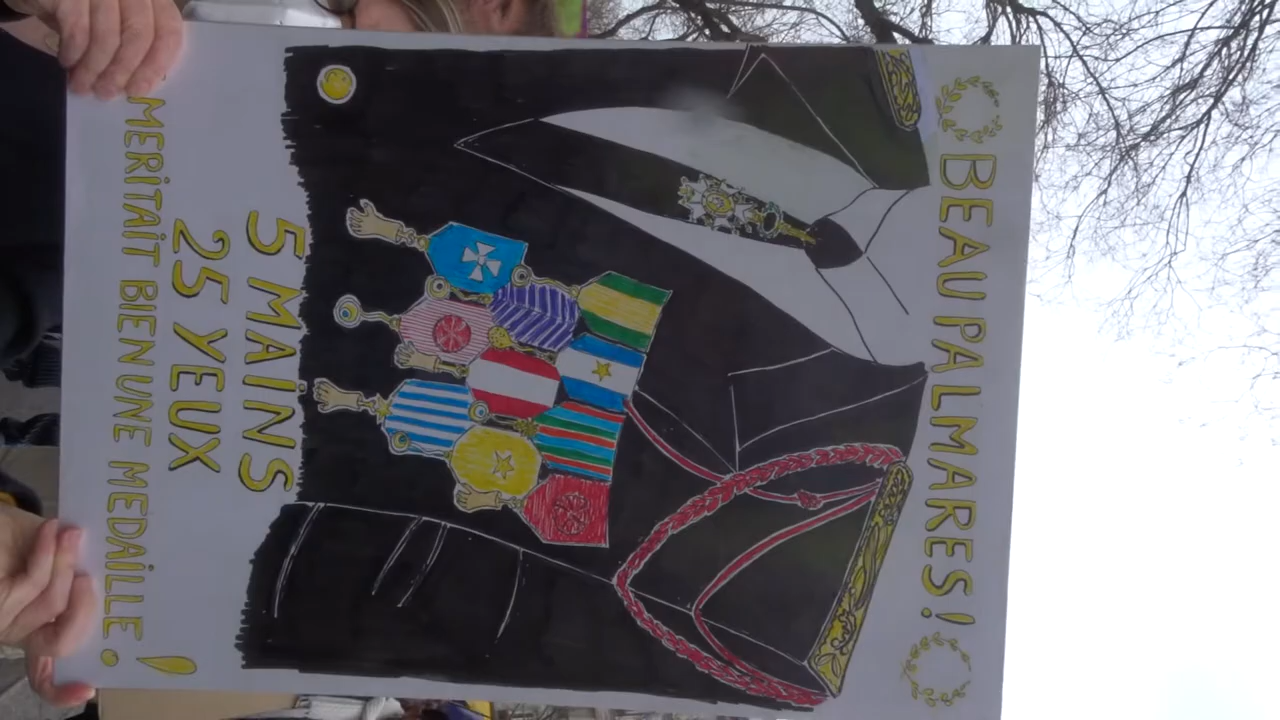 BEAU PALMARES!
5 MAINS
25 YEUX
MERITAIT BIEN UNE MEDAILLE!